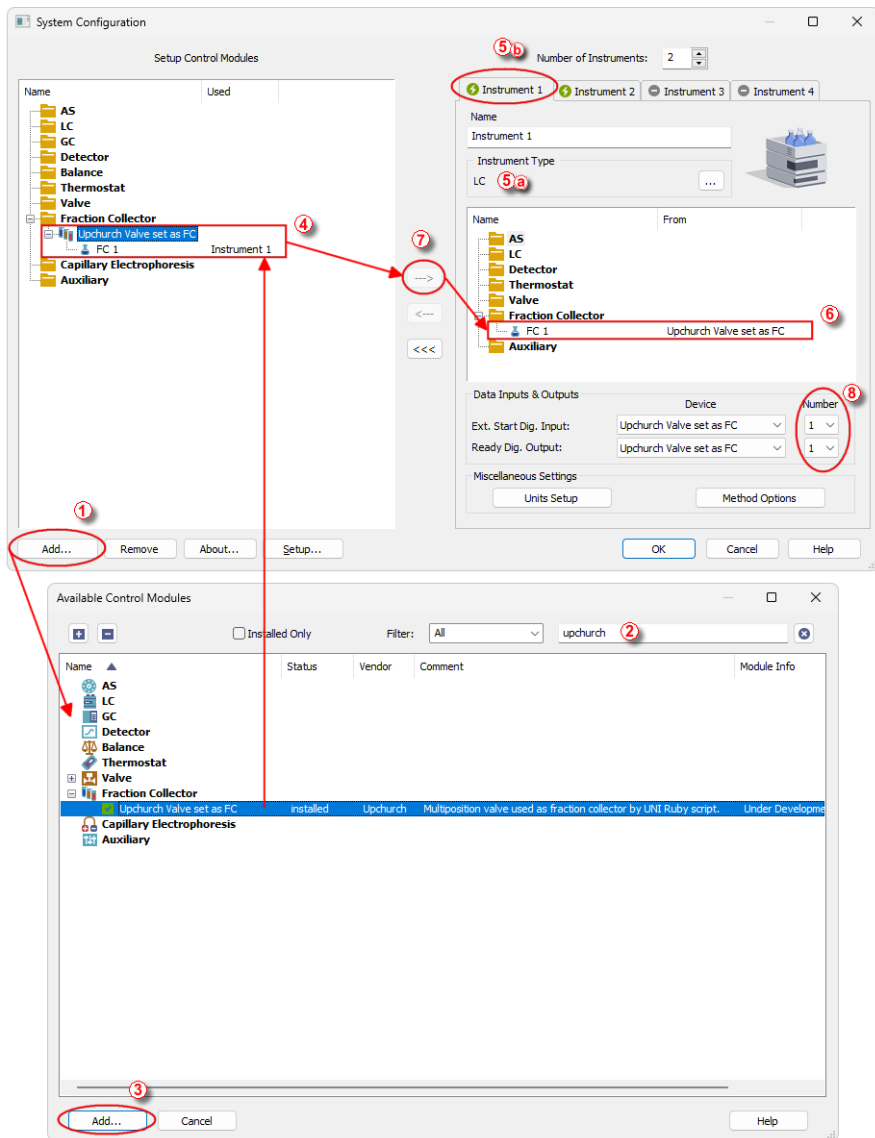 System Configuration
Setup Control Modules
5 b
Number of Instruments: 2
Name Used
AS
LC
GC
Detector
Balance
Thermostat
Valve
Fraction Collector
Upchurch Valve set as FC
FC 1 Instrument 1
Capillary Electrophoresis
Auxiliary
4
7
--->
<---
<<<
Instrument 1 Instrument 2 Instrument 3 Instrument 4
Name
Instrument 1
Instrument Type
LC 5 a ...
Name From
AS
LC
Detector
Thermostat
Valve
Fraction Collector
FC 1 Upchurch Valve set as FC
Auxiliary
6
Data Inputs & Outputs
Device Number
8
Ext. Start Dig. Input: Upchurch Valve set as FC 1
Ready Dig. Output: Upchurch Valve set as FC 1
Miscellaneous Settings
Units Setup Method Options
1
Add... Remove About... Setup... OK Cancel Help
Available Control Modules
Installed Only Filter: All upchurch 2
Name Status Vendor Comment Module Info
AS
LC
GC
Detector
Balance
Thermostat
Valve
Fraction Collector
Upchurch Valve set as FC installed Upchurch Multiposition valve used as fraction collector by UNI Ruby script. Under Developme
Capillary Electrophoresis
Auxiliary
3
Add... Cancel Help